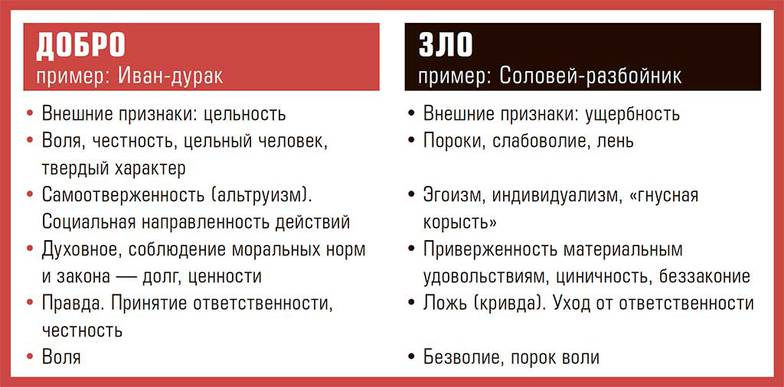 ДОБРО
пример: Иван-дурак
• Внешние признаки: цельность
• Воля, честность, цельный человек,
твердый характер
• Самоотверженность (альтруизм).
Социальная направленность действий
• Духовное, соблюдение моральных норм
и закона — долг, ценности
• Правда. Принятие ответственности,
честность
• Воля
ЗЛО
пример: Соловей-разбойник
• Внешние признаки: ущербность
• Пороки, слабоволие, лень
• Эгоизм, индивидуализм, «гнусная
корысть»
• Приверженность материальным
удовольствиям, циничность, беззаконие
• Ложь (кривда). Уход от ответственности
• Безволие, порок воли